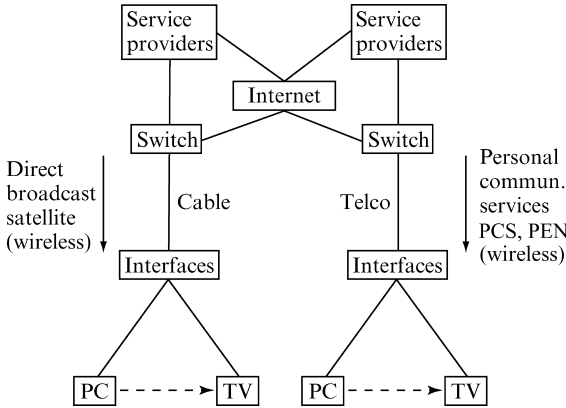 Service
providers
Service
providers
Internet
Switch
Switch
Direct
broadcast
satellite
(wireless)
Cable
Telco
Personal
commun.
services
PCS, PEN
(wireless)
Interfaces
Interfaces
PC
TV
PC
TV